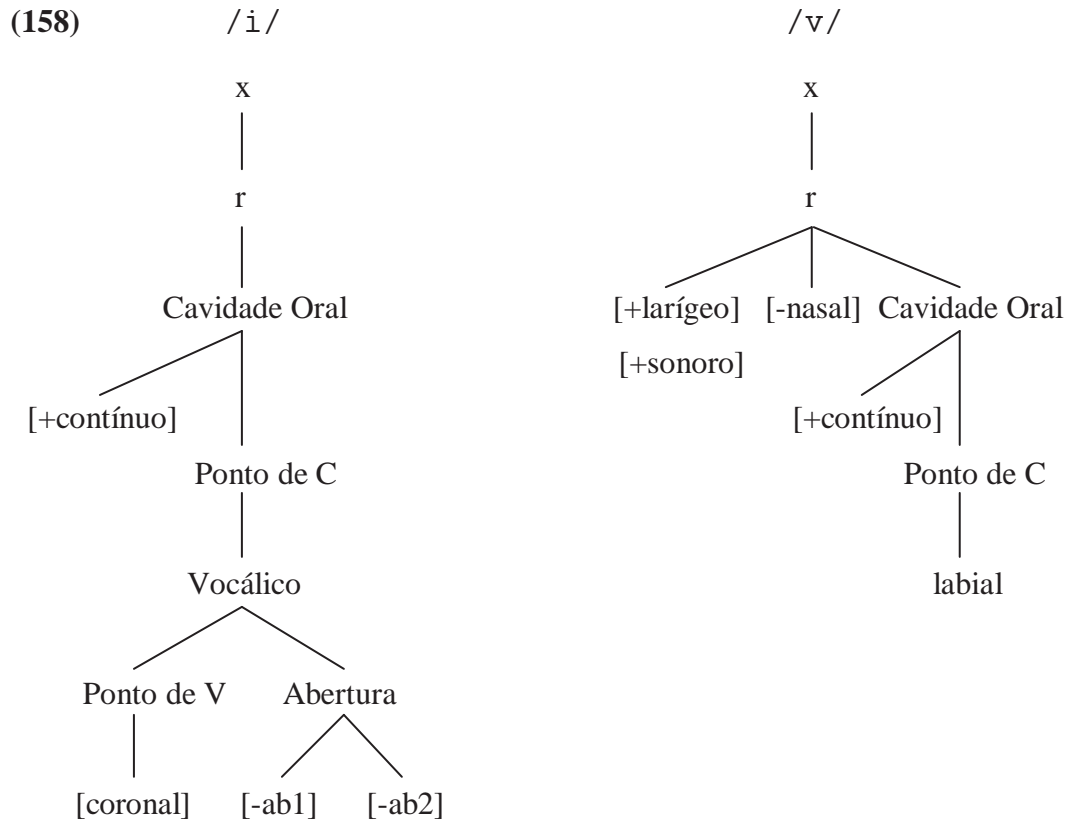 (158) /i/ /v/
x x
r r
Cavidade Oral [+larígeo] [-nasal] Cavidade Oral
[+sonoro]
[+contínuo] [+contínuo]
Ponto de C Ponto de C
Vocálico labial
Ponto de V Abertura
[coronal] [-ab1] [-ab2]